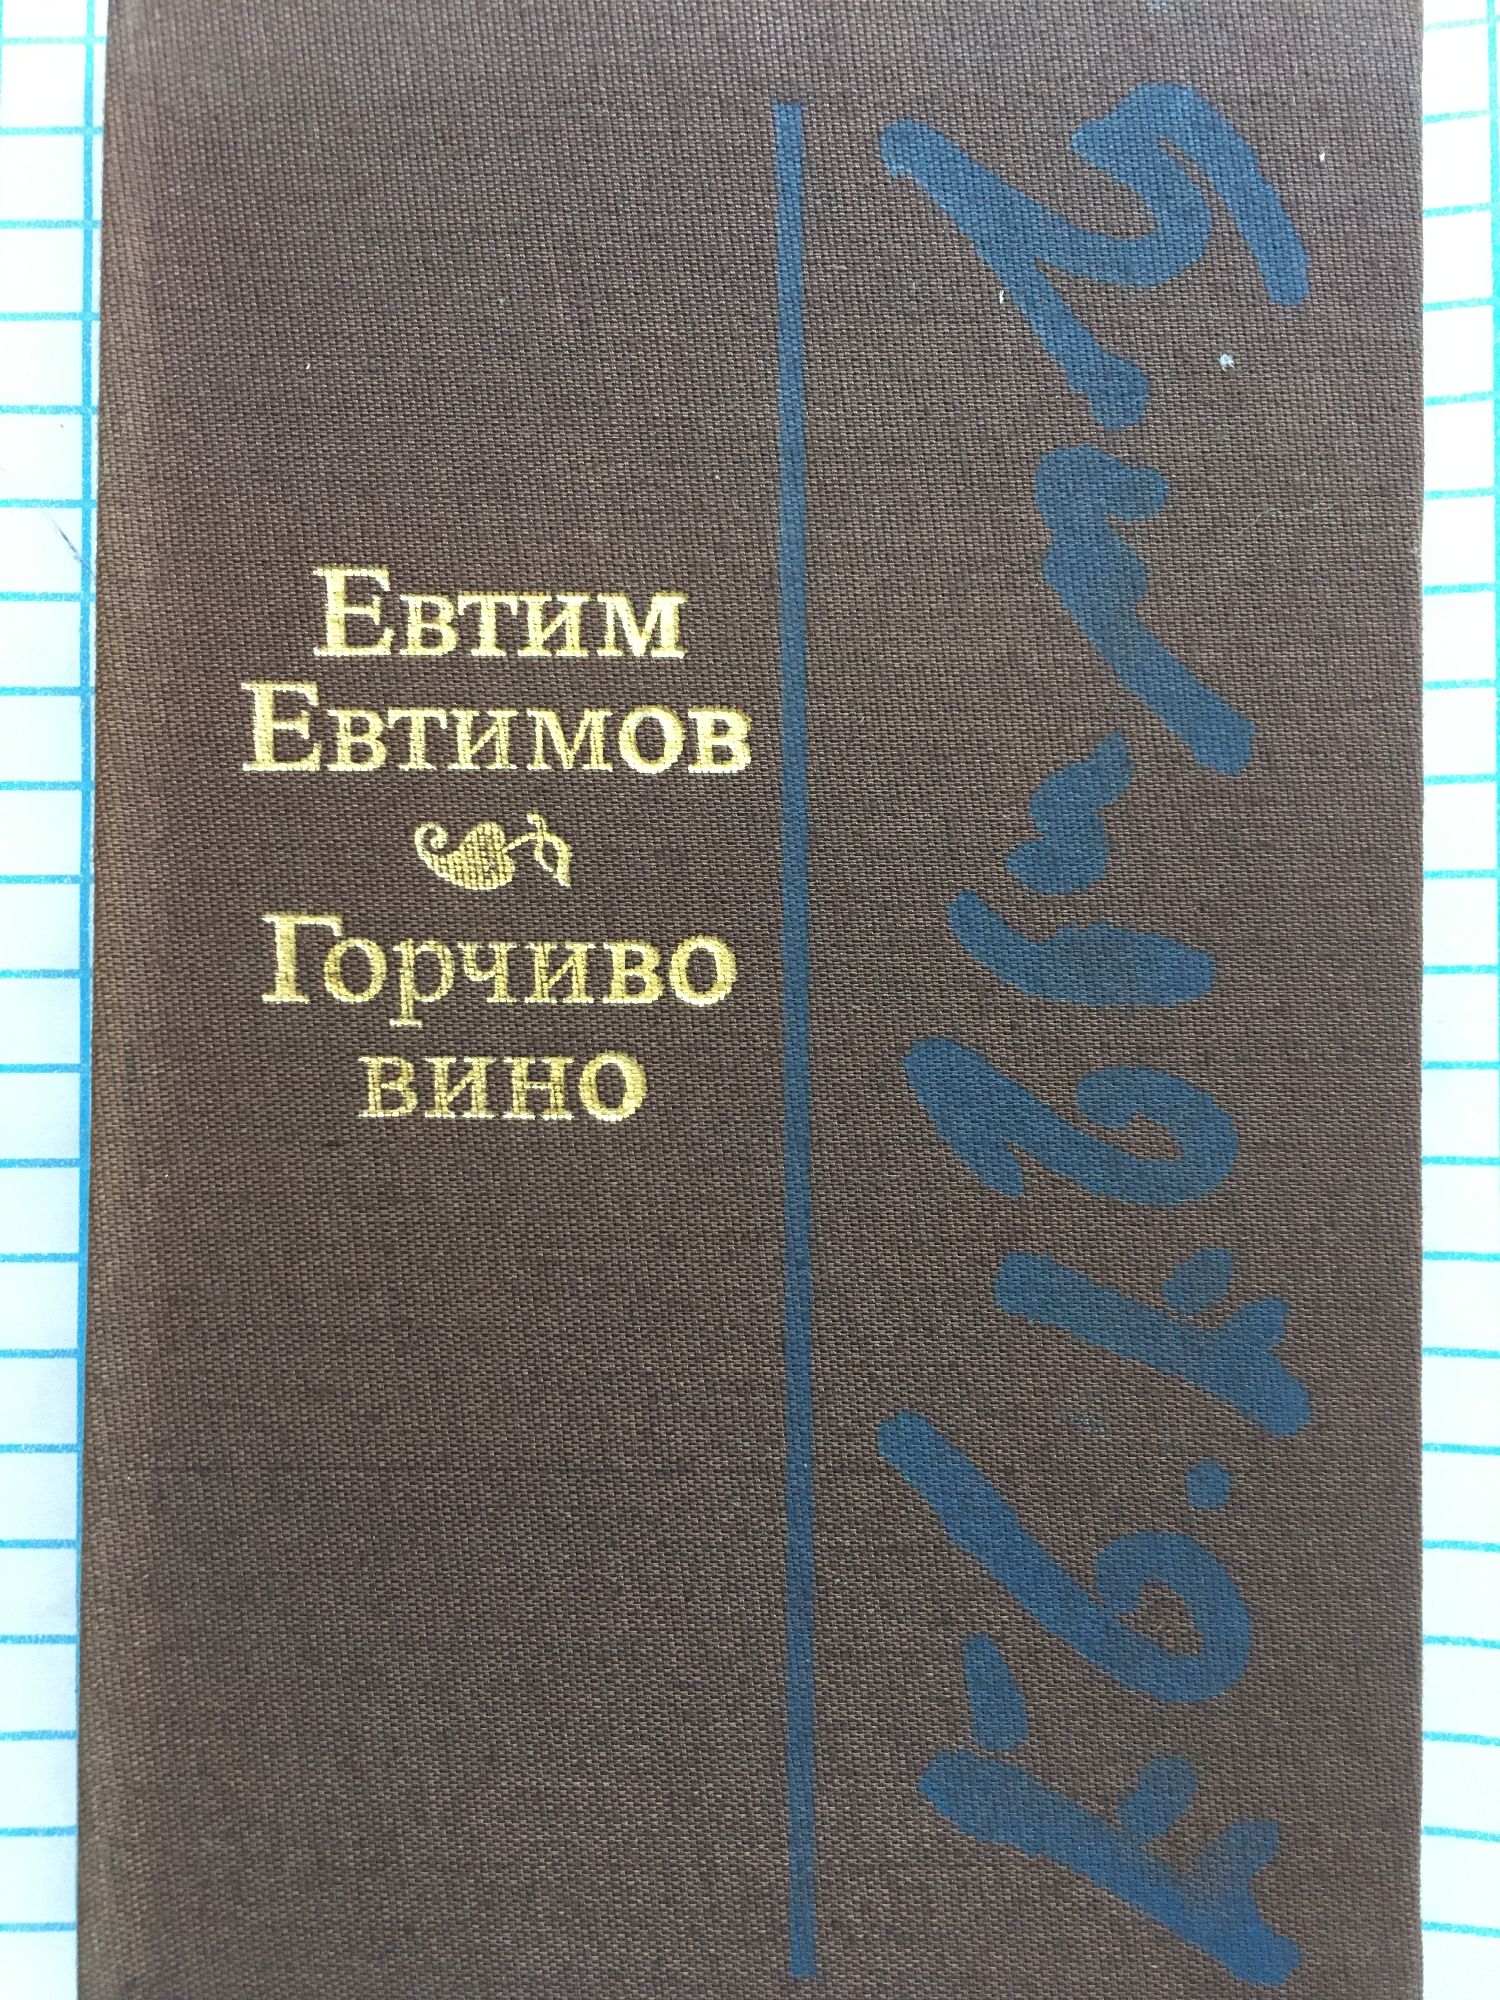 Евтим
Евтимов
Горчиво
вино